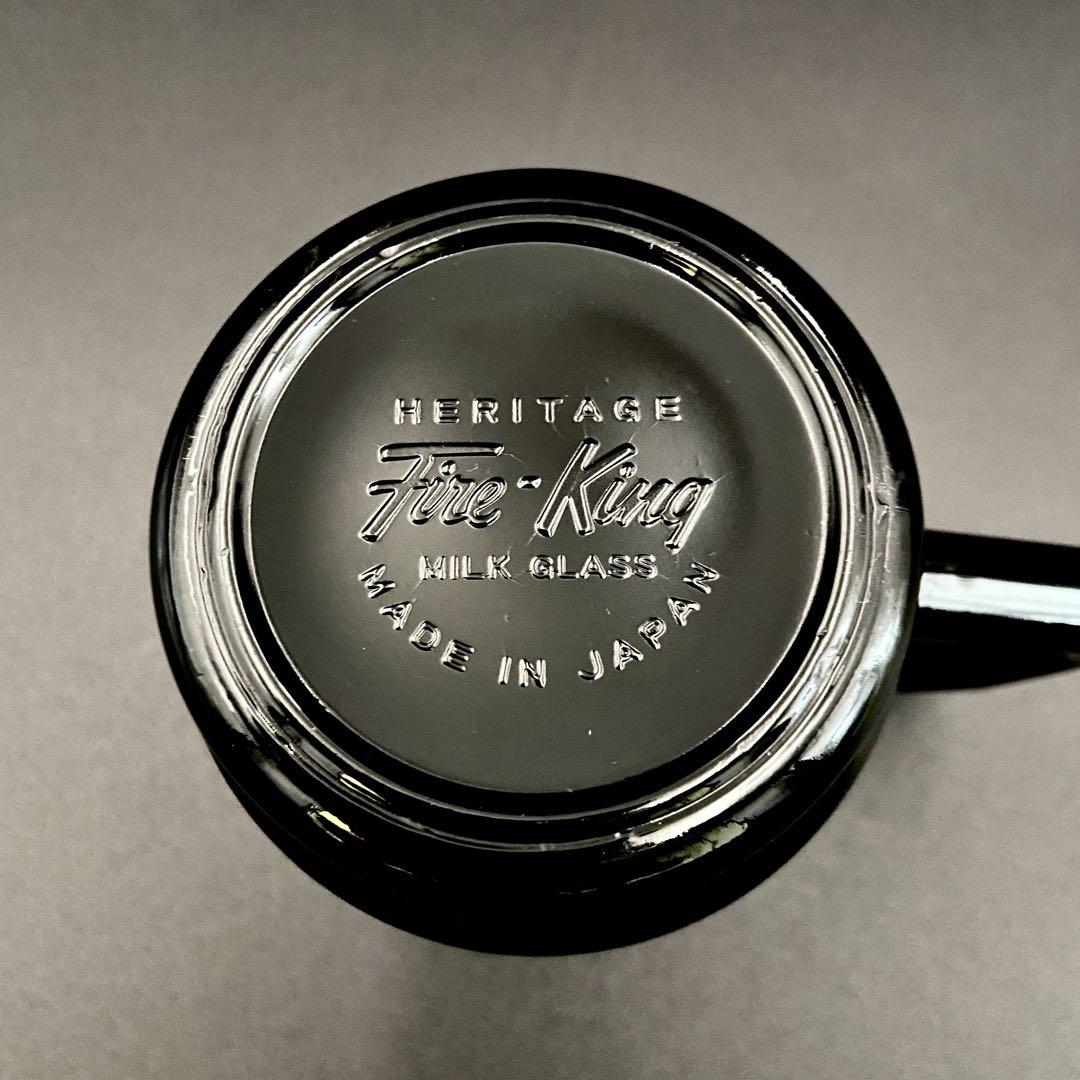 HERITAGE
Fire-King
MILK GLASS
MADE IN JAPAN